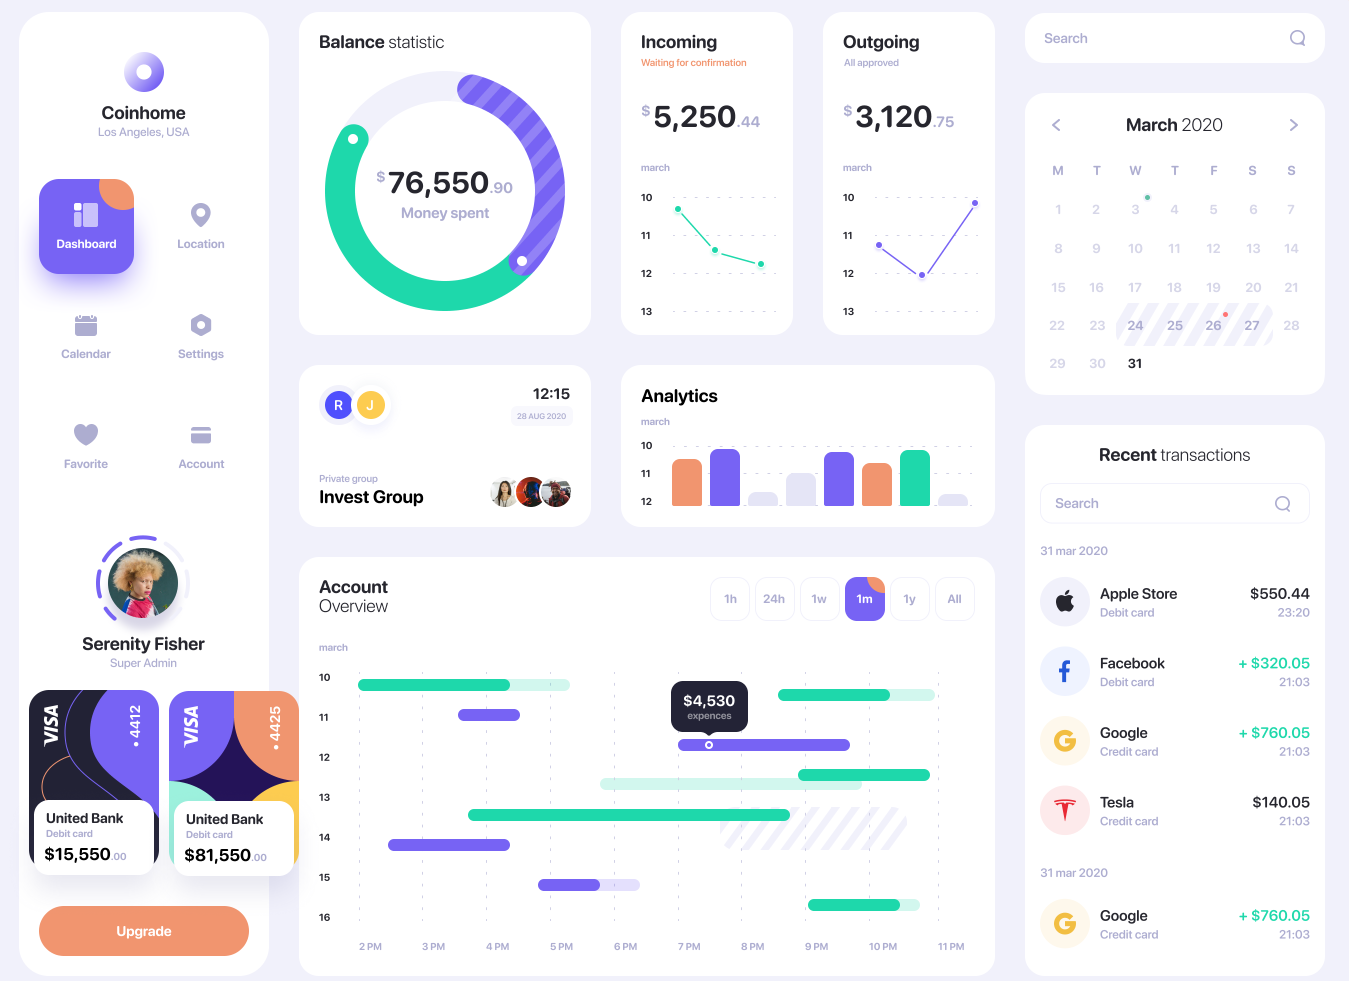 Coinhome
Los Angeles, USA
Dashboard
Location
Calendar
Settings
Favorite
Account
Serenity Fisher
Super Admin
VISA
• 4412
United Bank
Debit card
$15,550.00
VISA
• 4425
United Bank
Debit card
$81,550.00
Upgrade
Balance statistic
$76,550.90
Money spent
Incoming
Waiting for confirmation
$5,250.44
march
10
11
12
13
Outgoing
All approved
$3,120.75
march
10
11
12
13
R J
12:15
28 AUG 2020
Private group
Invest Group
Analytics
march
10
11
12
Account
Overview
1h 24h 1w 1m 1y All
march
10
11
12
13
14
15
16
$4,530
expences
2 PM 3 PM 4 PM 5 PM 6 PM 7 PM 8 PM 9 PM 10 PM 11 PM
Search
March 2020
M T W T F S S
1 2 3 4 5 6 7
8 9 10 11 12 13 14
15 16 17 18 19 20 21
22 23 24 25 26 27 28
29 30 31
Recent transactions
Search
31 mar 2020
Apple Store $550.44
Debit card 23:20
Facebook + $320.05
Debit card 21:03
Google + $760.05
Credit card 21:03
Tesla $140.05
Credit card 21:03
31 mar 2020
Google + $760.05
Credit card 21:03